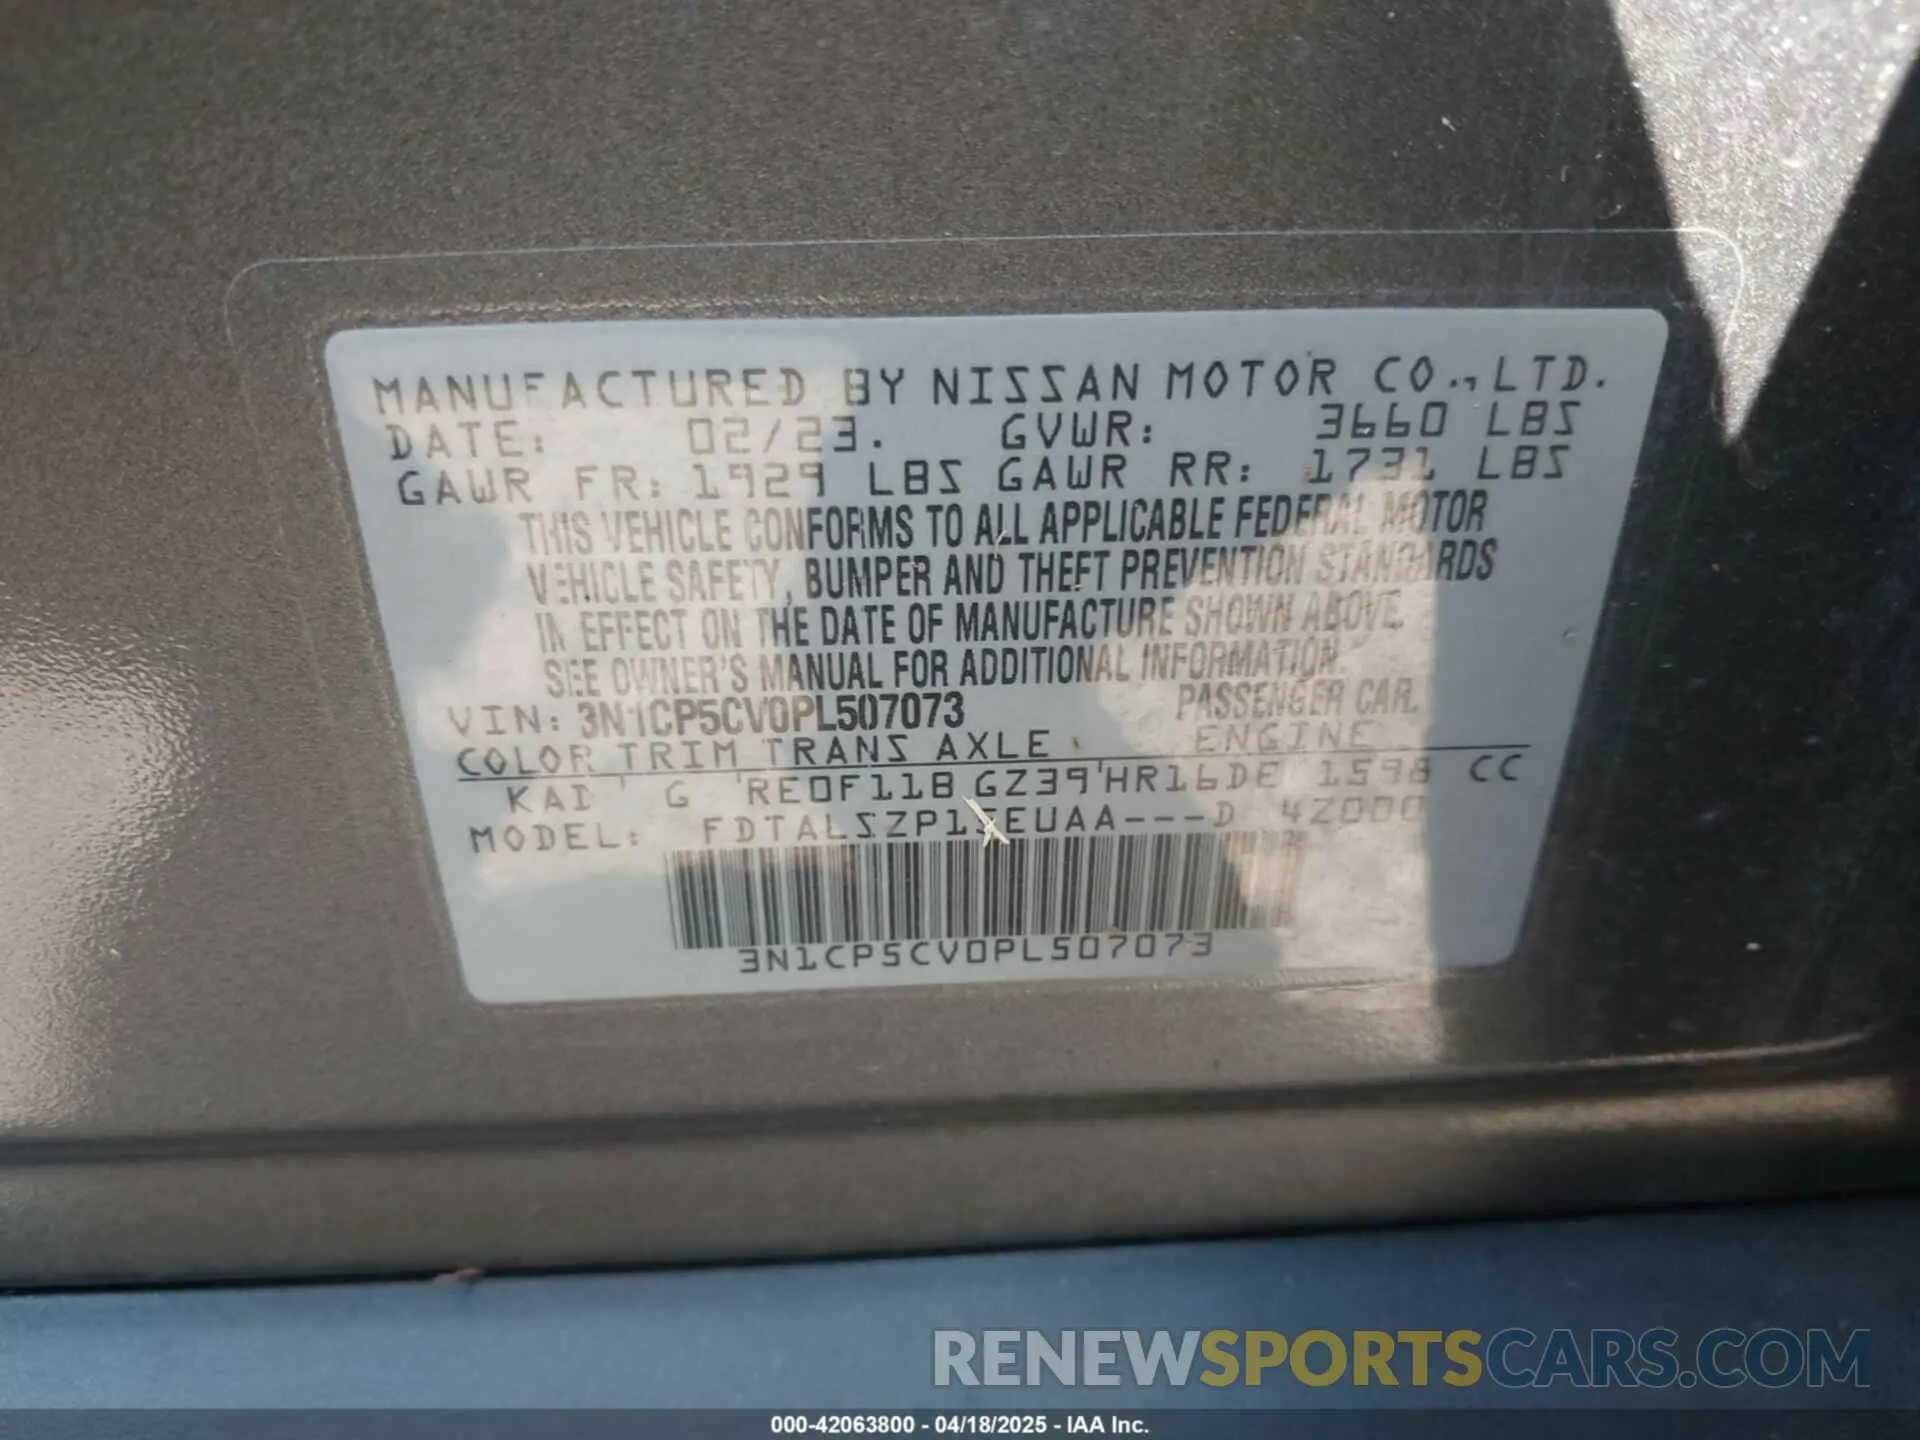 MANUFACTURED BY NISSAN MOTOR CO., LTD.
DATE: 02/23. GVWR: 3660 LBS
GAWR FR: 1929 LBS GAWR RR: 1731 LBS
THIS VEHICLE CONFORMS TO ALL APPLICABLE FEDERAL MOTOR
VEHICLE SAFETY, BUMPER AND THEFT PREVENTION STANDARDS
IN EFFECT ON THE DATE OF MANUFACTURE SHOWN ABOVE.
SEE OWNER'S MANUAL FOR ADDITIONAL INFORMATION.
VIN: 3N1CP5CV0PL507073 PASSENGER CAR.
COLOR TRIM TRANS AXLE ENGINE
KAD G RE0F11B GZ39 HR16DE 1598 CC
MODEL: FDTALSZP15EUAA---D 4Z000
3N1CP5CV0PL507073
RENEWSPORTSCARS.COM
000-42063800 - 04/18/2025 - IAA Inc.